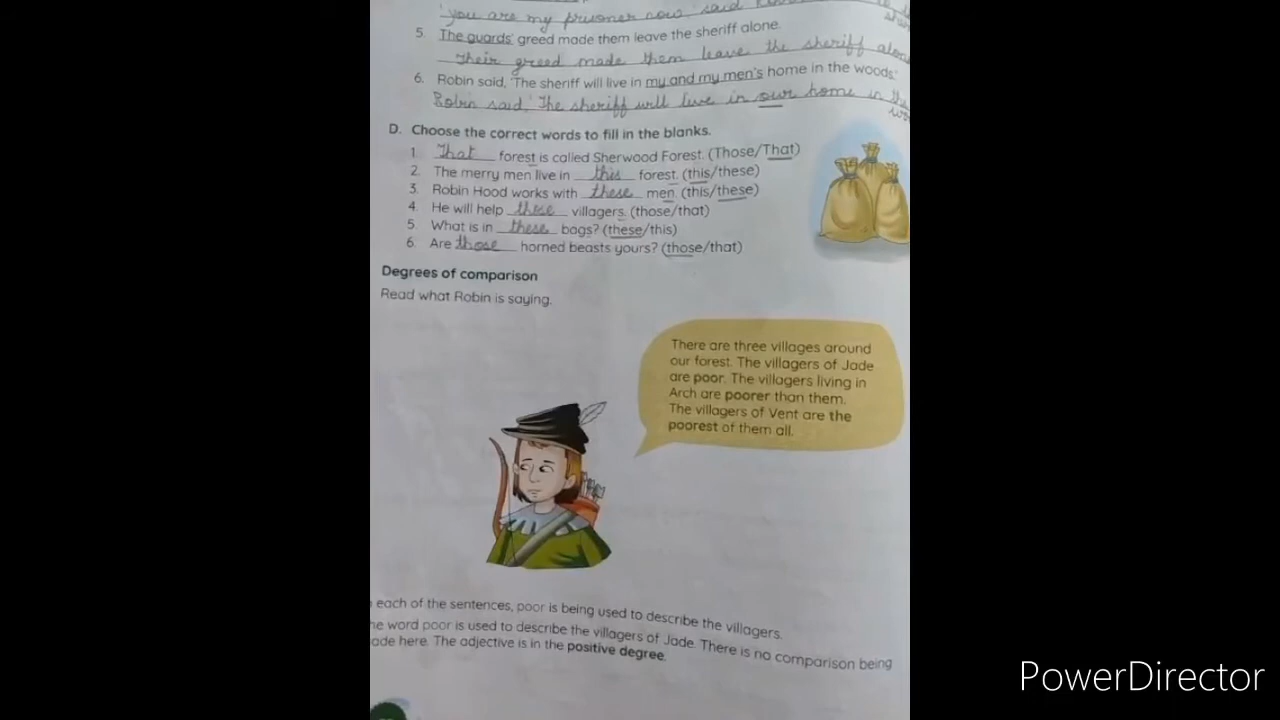 'you are my prisoner now,' said
5. The guards' greed made them leave the sheriff alone.
Their greed made them leave the sheriff alone
6. Robin said, 'The sheriff will live in my and my men's home in the woods.'
Robin said, 'The sheriff will live in our home in the
D. Choose the correct words to fill in the blanks.
1. That forest is called Sherwood Forest. (Those/That)
2. The merry men live in this forest. (this/these)
3. Robin Hood works with these men. (this/these)
4. He will help those villagers. (those/that)
5. What is in these bags? (these/this)
6. Are those horned beasts yours? (those/that)
Degrees of comparison
Read what Robin is saying.
There are three villages around
our forest. The villagers of Jade
are poor. The villagers living in
Arch are poorer than them.
The villagers of Vent are the
poorest of them all.
each of the sentences, poor is being used to describe the villagers.
he word poor is used to describe the villagers of Jade. There is no comparison being
ade here. The adjective is in the positive degree.
PowerDirector